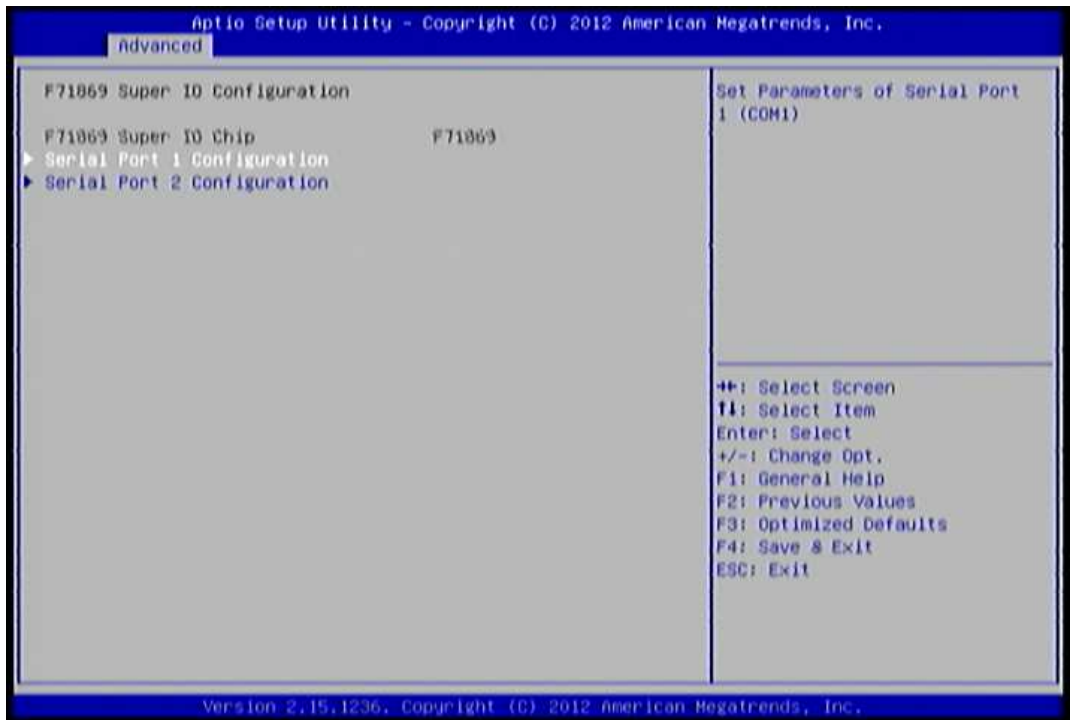 Aptio Setup Utility - Copyright (C) 2012 American Megatrends, Inc.
Advanced
F71869 Super IO Configuration
F71869 Super IO Chip F71869
Serial Port 1 Configuration
Serial Port 2 Configuration
Set Parameters of Serial Port
1 (COM1)
→←: Select Screen
↑↓: Select Item
Enter: Select
+/-: Change Opt.
F1: General Help
F2: Previous Values
F3: Optimized Defaults
F4: Save & Exit
ESC: Exit
Version 2.15.1236. Copyright (C) 2012 American Megatrends, Inc.